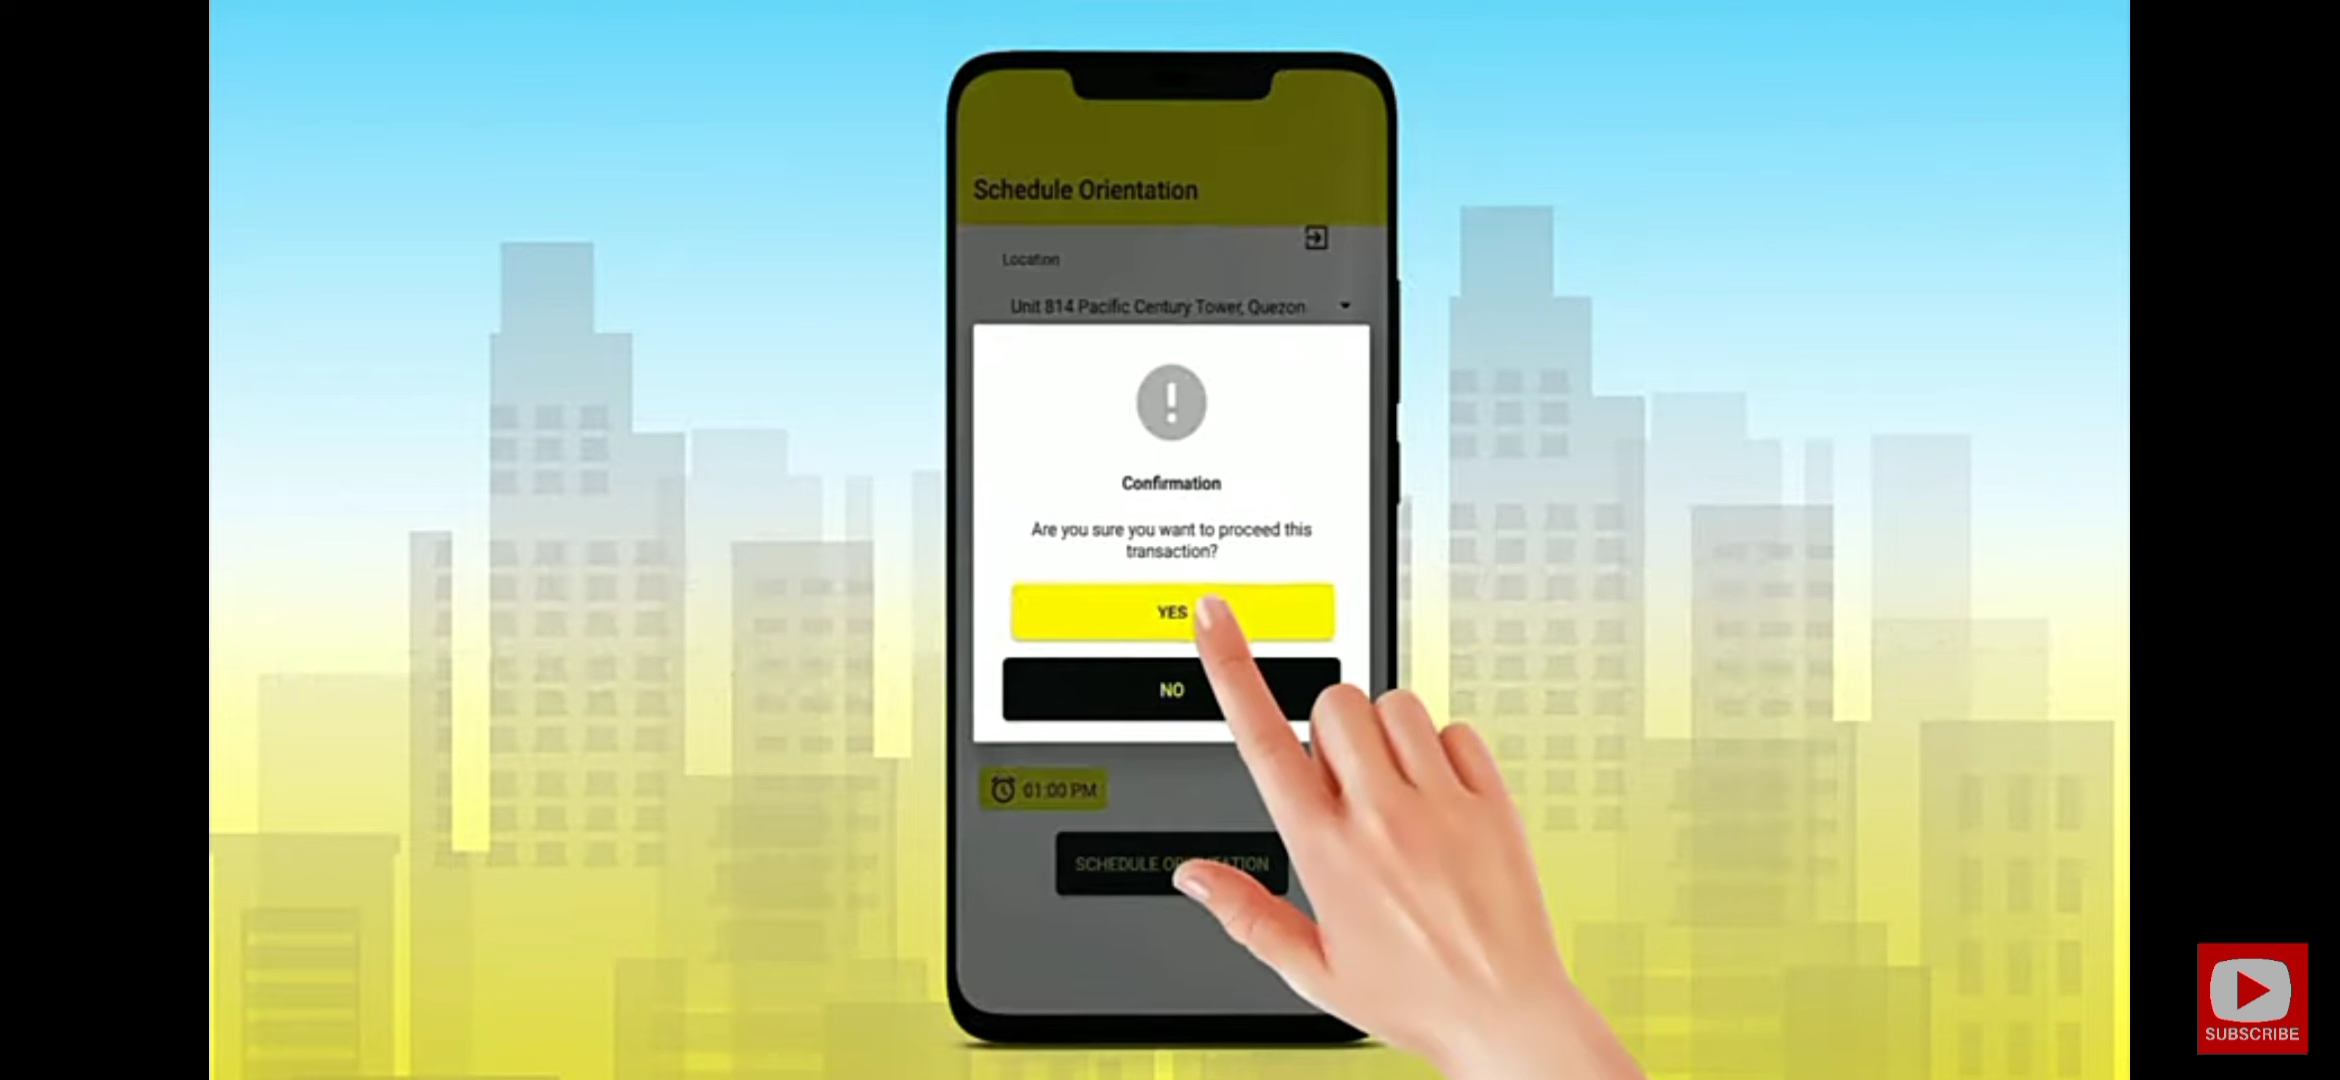 Schedule Orientation
Location
Unit 814 Pacific Century Tower, Quezon
Confirmation
Are you sure you want to proceed this
transaction?
YES
NO
01:00 PM
SCHEDULE
SUBSCRIBE